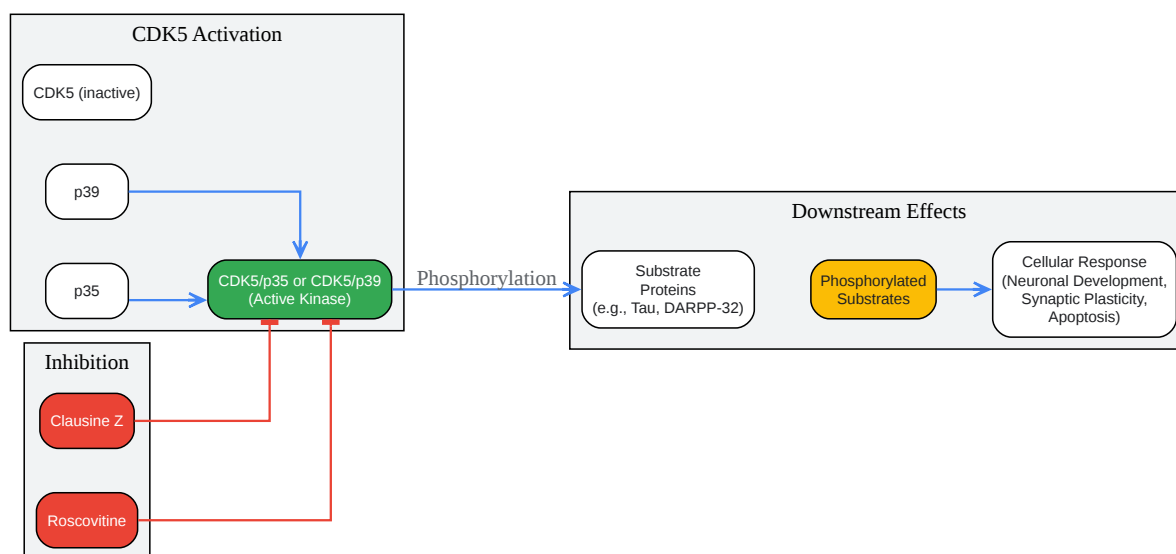 CDK5 Activation
CDK5 (inactive)
p39
p35
CDK5/p35 or CDK5/p39
(Active Kinase)
Phosphorylation
Inhibition
Clausine Z
Roscovitine
Downstream Effects
Substrate
Proteins
(e.g., Tau, DARPP-32)
Phosphorylated
Substrates
Cellular Response
(Neuronal Development,
Synaptic Plasticity,
Apoptosis)